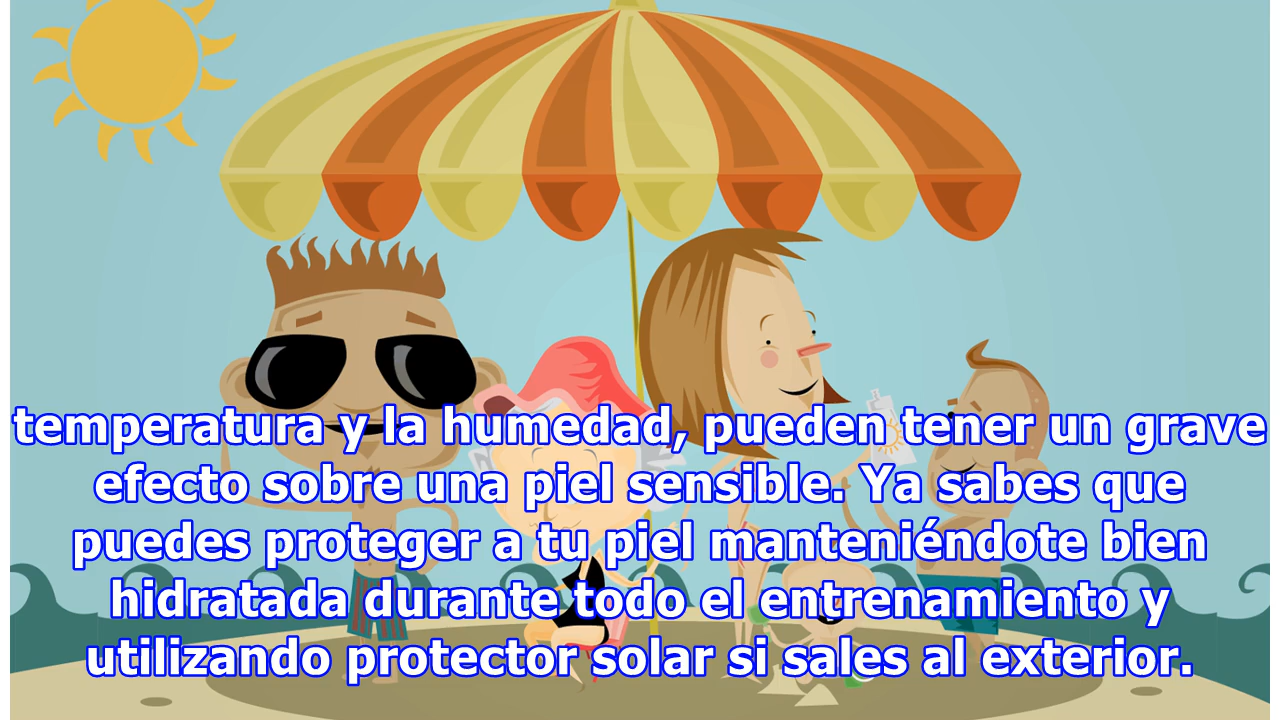 temperatura y la humedad, pueden tener un grave
efecto sobre una piel sensible. Ya sabes que
puedes proteger a tu piel manteniéndote bien
hidratada durante todo el entrenamiento y
utilizando protector solar si sales al exterior.